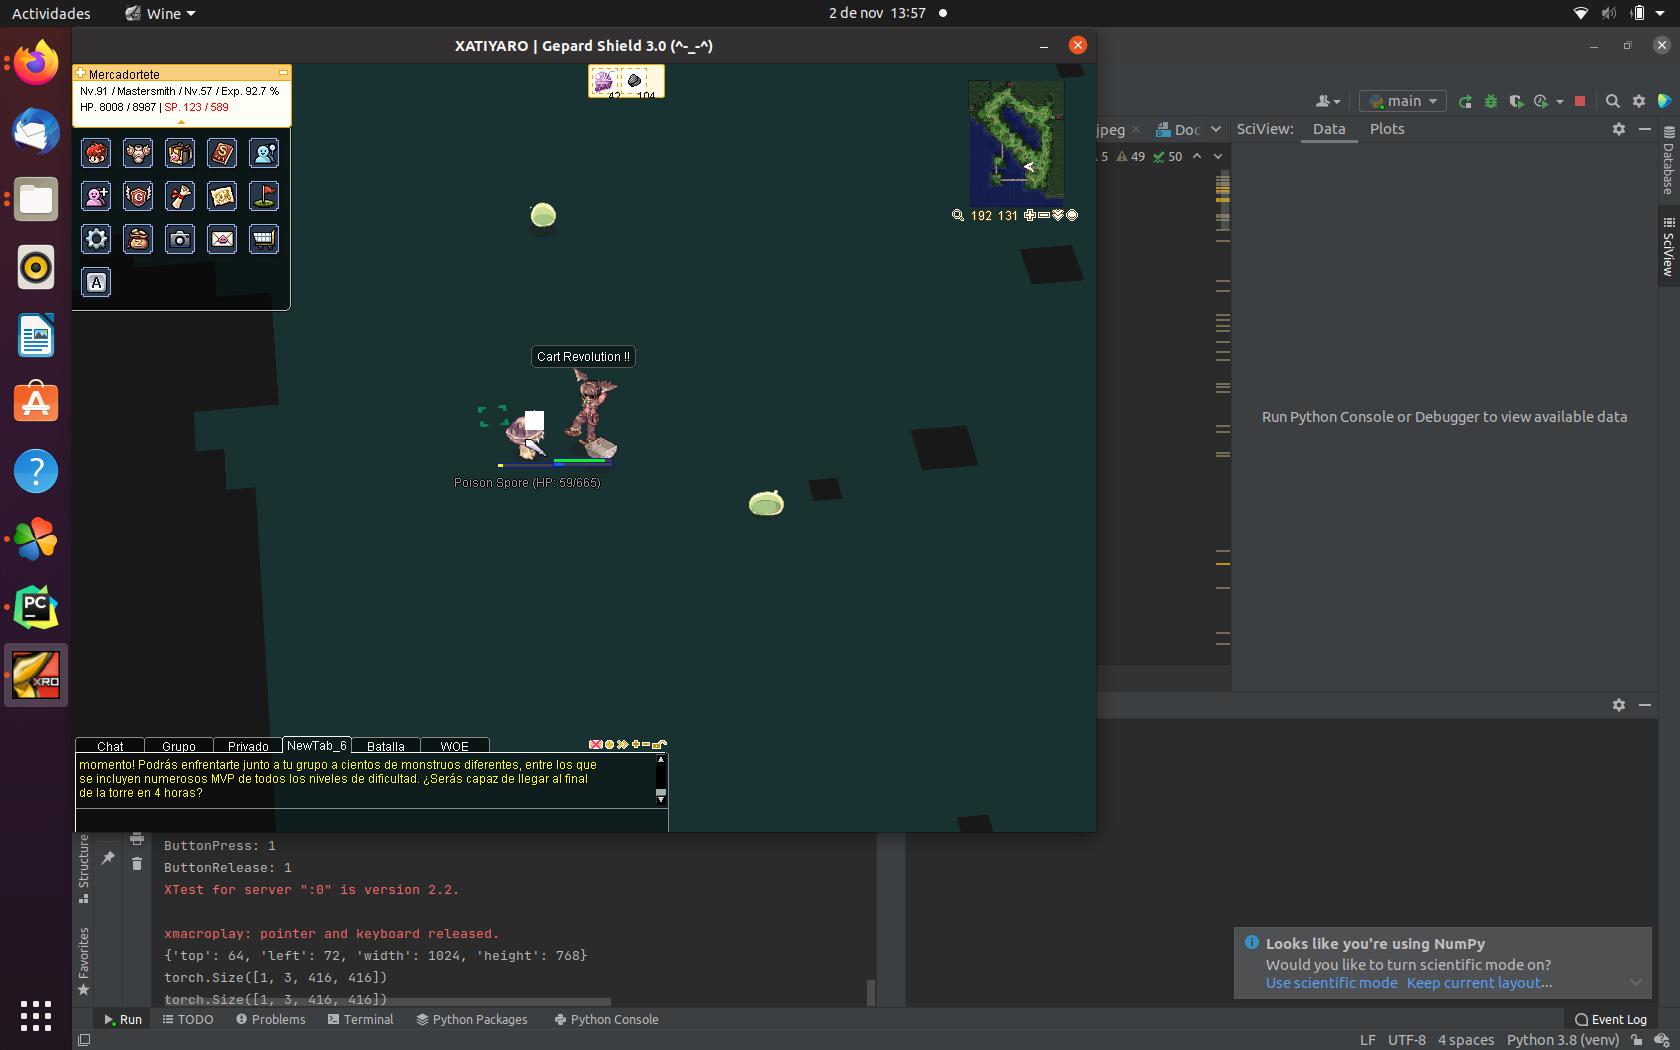 Actividades
Wine
2 de nov 13:57
XATIYARO | Gepard Shield 3.0 (^-_-^)
Mercadortete
Nv.91 / Mastersmith / Nv.57 / Exp. 92.7 %
HP. 8008 / 8987 | SP. 123 / 589
42 104
192 131
A
Cart Revolution !!
Poison Spore (HP: 59/665)
Chat Grupo Privado NewTab_6 Batalla WOE
momento! Podrás enfrentarte junto a tu grupo a cientos de monstruos diferentes, entre los que
se incluyen numerosos MVP de todos los niveles de dificultad. ¿Serás capaz de llegar al final
de la torre en 4 horas?
main
jpeg
Doc
SciView: Data Plots
5 49 50
Database
SciView
Run Python Console or Debugger to view available data
PC
XRO
Structure
Favorites
ButtonPress: 1
ButtonRelease: 1
XTest for server ":0" is version 2.2.
xmacroplay: pointer and keyboard released.
{'top': 64, 'left': 72, 'width': 1024, 'height': 768}
torch.Size([1, 3, 416, 416])
torch.Size([1, 3, 416, 416])
Looks like you're using NumPy
Would you like to turn scientific mode on?
Use scientific mode Keep current layout...
Run TODO Problems Terminal Python Packages Python Console
Event Log
LF UTF-8 4 spaces Python 3.8 (venv)